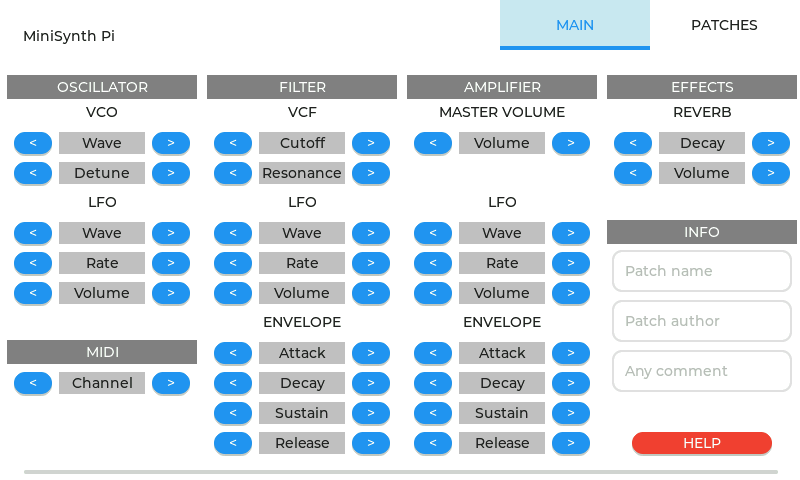 MiniSynth Pi
MAIN
PATCHES
OSCILLATOR
VCO
< Wave >
< Detune >
LFO
< Wave >
< Rate >
< Volume >
MIDI
< Channel >
FILTER
VCF
< Cutoff >
< Resonance >
LFO
< Wave >
< Rate >
< Volume >
ENVELOPE
< Attack >
< Decay >
< Sustain >
< Release >
AMPLIFIER
MASTER VOLUME
< Volume >
LFO
< Wave >
< Rate >
< Volume >
ENVELOPE
< Attack >
< Decay >
< Sustain >
< Release >
EFFECTS
REVERB
< Decay >
< Volume >
INFO
Patch name
Patch author
Any comment
HELP